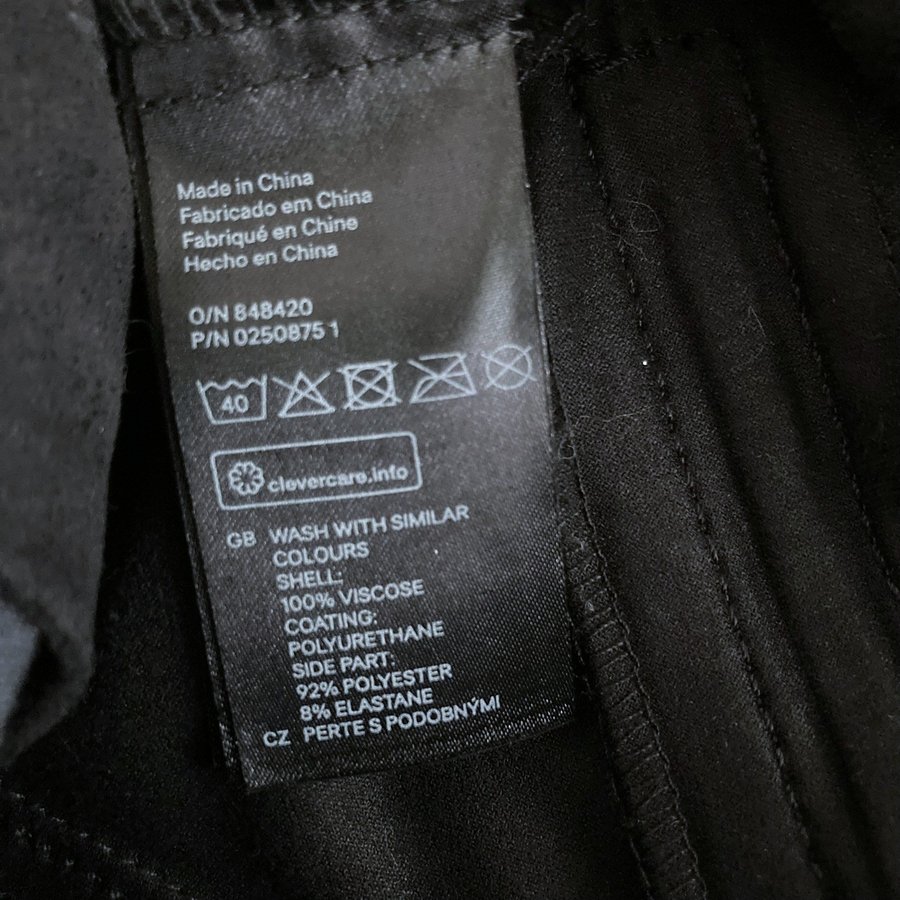 Made in China
Fabricado em China
Fabriqué en Chine
Hecho en China
O/N 848420
P/N 0250875 1
40
clevercare.info
GB WASH WITH SIMILAR
COLOURS
SHELL:
100% VISCOSE
COATING:
POLYURETHANE
SIDE PART:
92% POLYESTER
8% ELASTANE
CZ PERTE S PODOBNÝMI